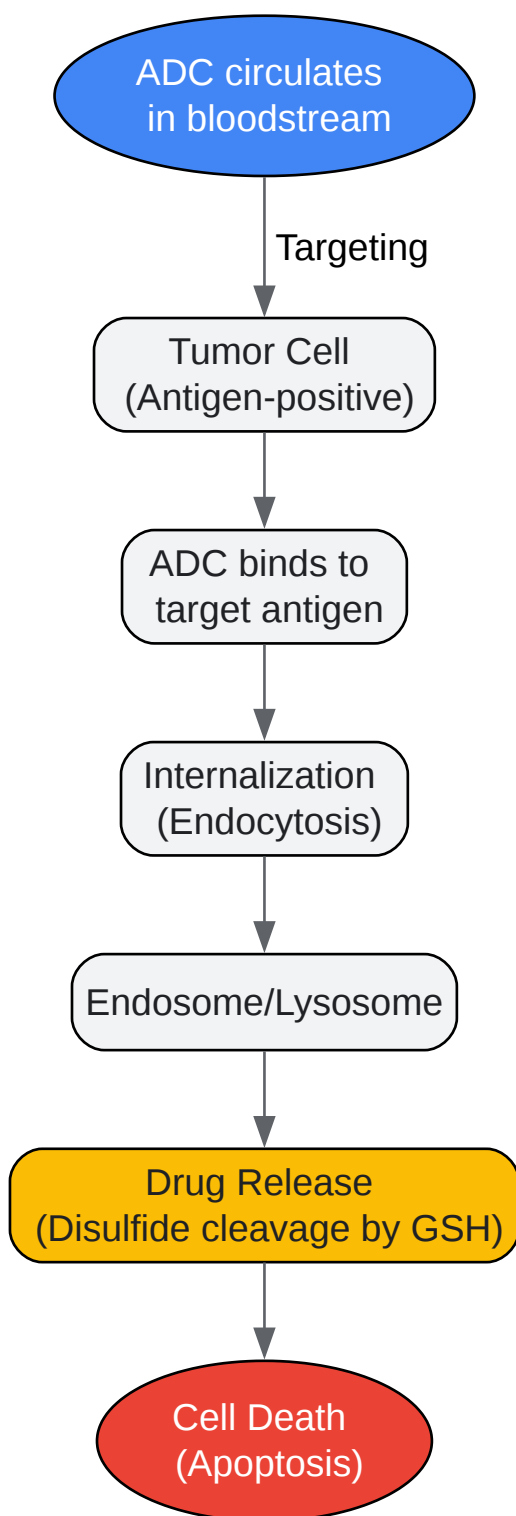 ADC circulates
in bloodstream
Targeting
Tumor Cell
(Antigen-positive)
ADC binds to
target antigen
Internalization
(Endocytosis)
Endosome/Lysosome
Drug Release
(Disulfide cleavage by GSH)
Cell Death
(Apoptosis)